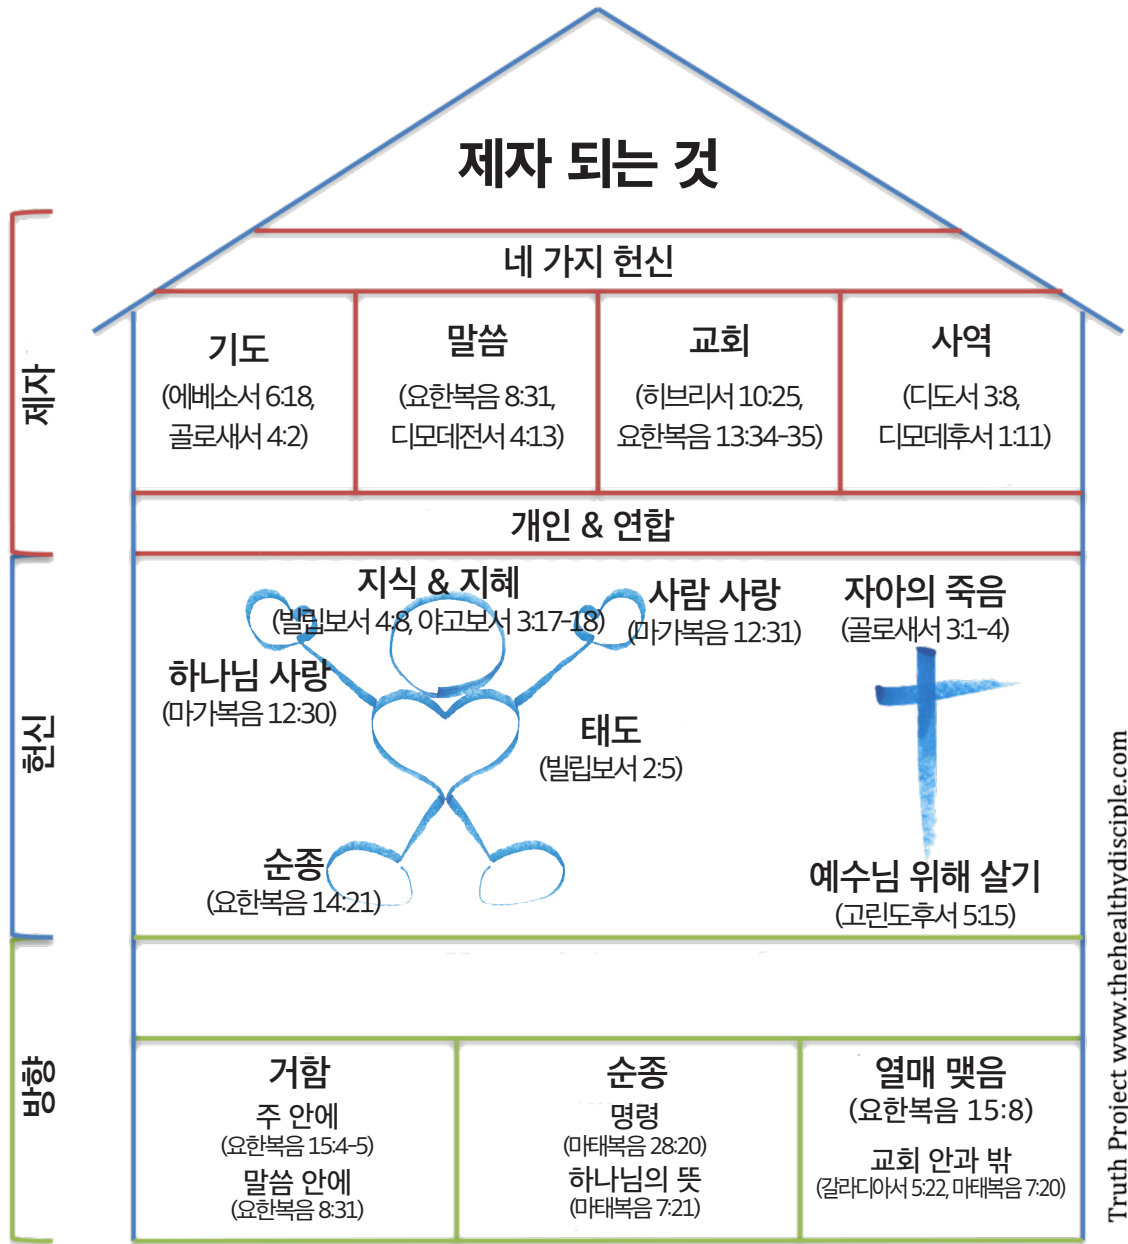 제자 되는 것
네 가지 헌신
제자
기도
(에베소서 6:18,
골로새서 4:2)
말씀
(요한복음 8:31,
디모데전서 4:13)
교회
(히브리서 10:25,
요한복음 13:34-35)
사역
(디도서 3:8,
디모데후서 1:11)
개인 & 연합
헌신
지식 & 지혜
(빌립보서 4:8, 야고보서 3:17-18)
사람 사랑
(마가복음 12:31)
자아의 죽음
(골로새서 3:1-4)
하나님 사랑
(마가복음 12:30)
태도
(빌립보서 2:5)
순종
(요한복음 14:21)
예수님 위해 살기
(고린도후서 5:15)
방향
거함
주 안에
(요한복음 15:4-5)
말씀 안에
(요한복음 8:31)
순종
명령
(마태복음 28:20)
하나님의 뜻
(마태복음 7:21)
열매 맺음
(요한복음 15:8)
교회 안과 밖
(갈라디아서 5:22, 마태복음 7:20)
Truth Project www.thehealthydisciple.com